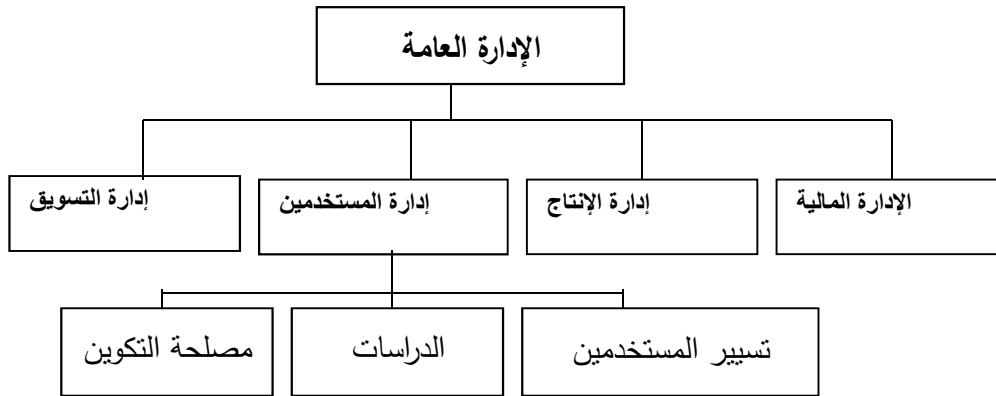 الإدارة العامة
الإدارة المالية
إدارة الإنتاج
إدارة المستخدمين
إدارة التسويق
تسيير المستخدمين
الدراسات
مصلحة التكوين